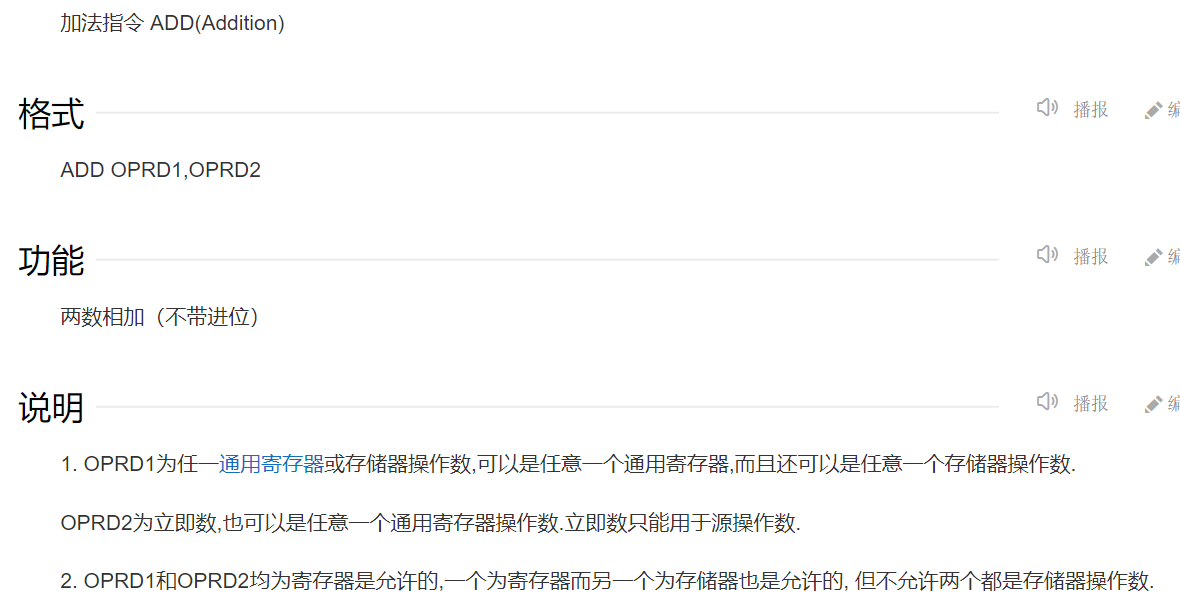 加法指令 ADD(Addition)
格式
播报
ADD OPRD1,OPRD2
功能
播报
两数相加（不带进位）
说明
播报
1. OPRD1为任一通用寄存器或存储器操作数,可以是任意一个通用寄存器,而且还可以是任意一个存储器操作数.
OPRD2为立即数,也可以是任意一个通用寄存器操作数.立即数只能用于源操作数.
2. OPRD1和OPRD2均为寄存器是允许的,一个为寄存器而另一个为存储器也是允许的, 但不允许两个都是存储器操作数.